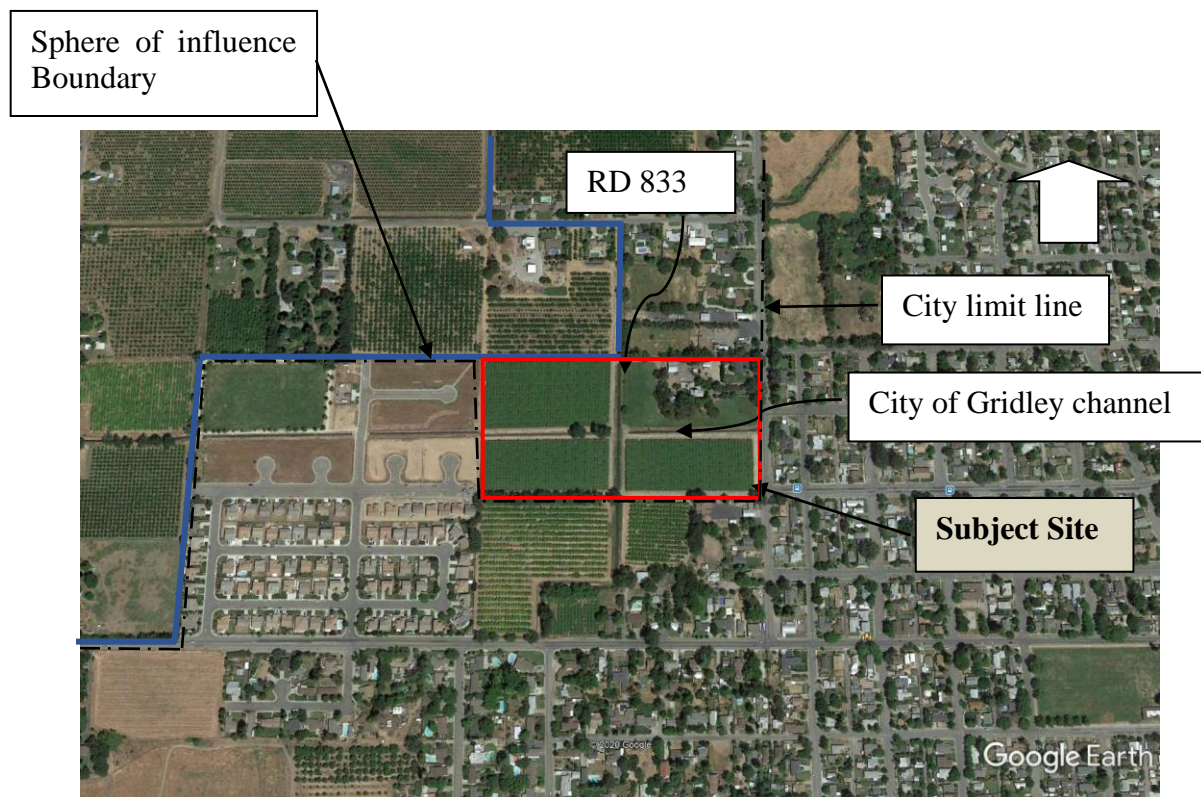 Sphere of influence
Boundary
RD 833
City limit line
City of Gridley channel
Subject Site
© 2020 Google
Google Earth